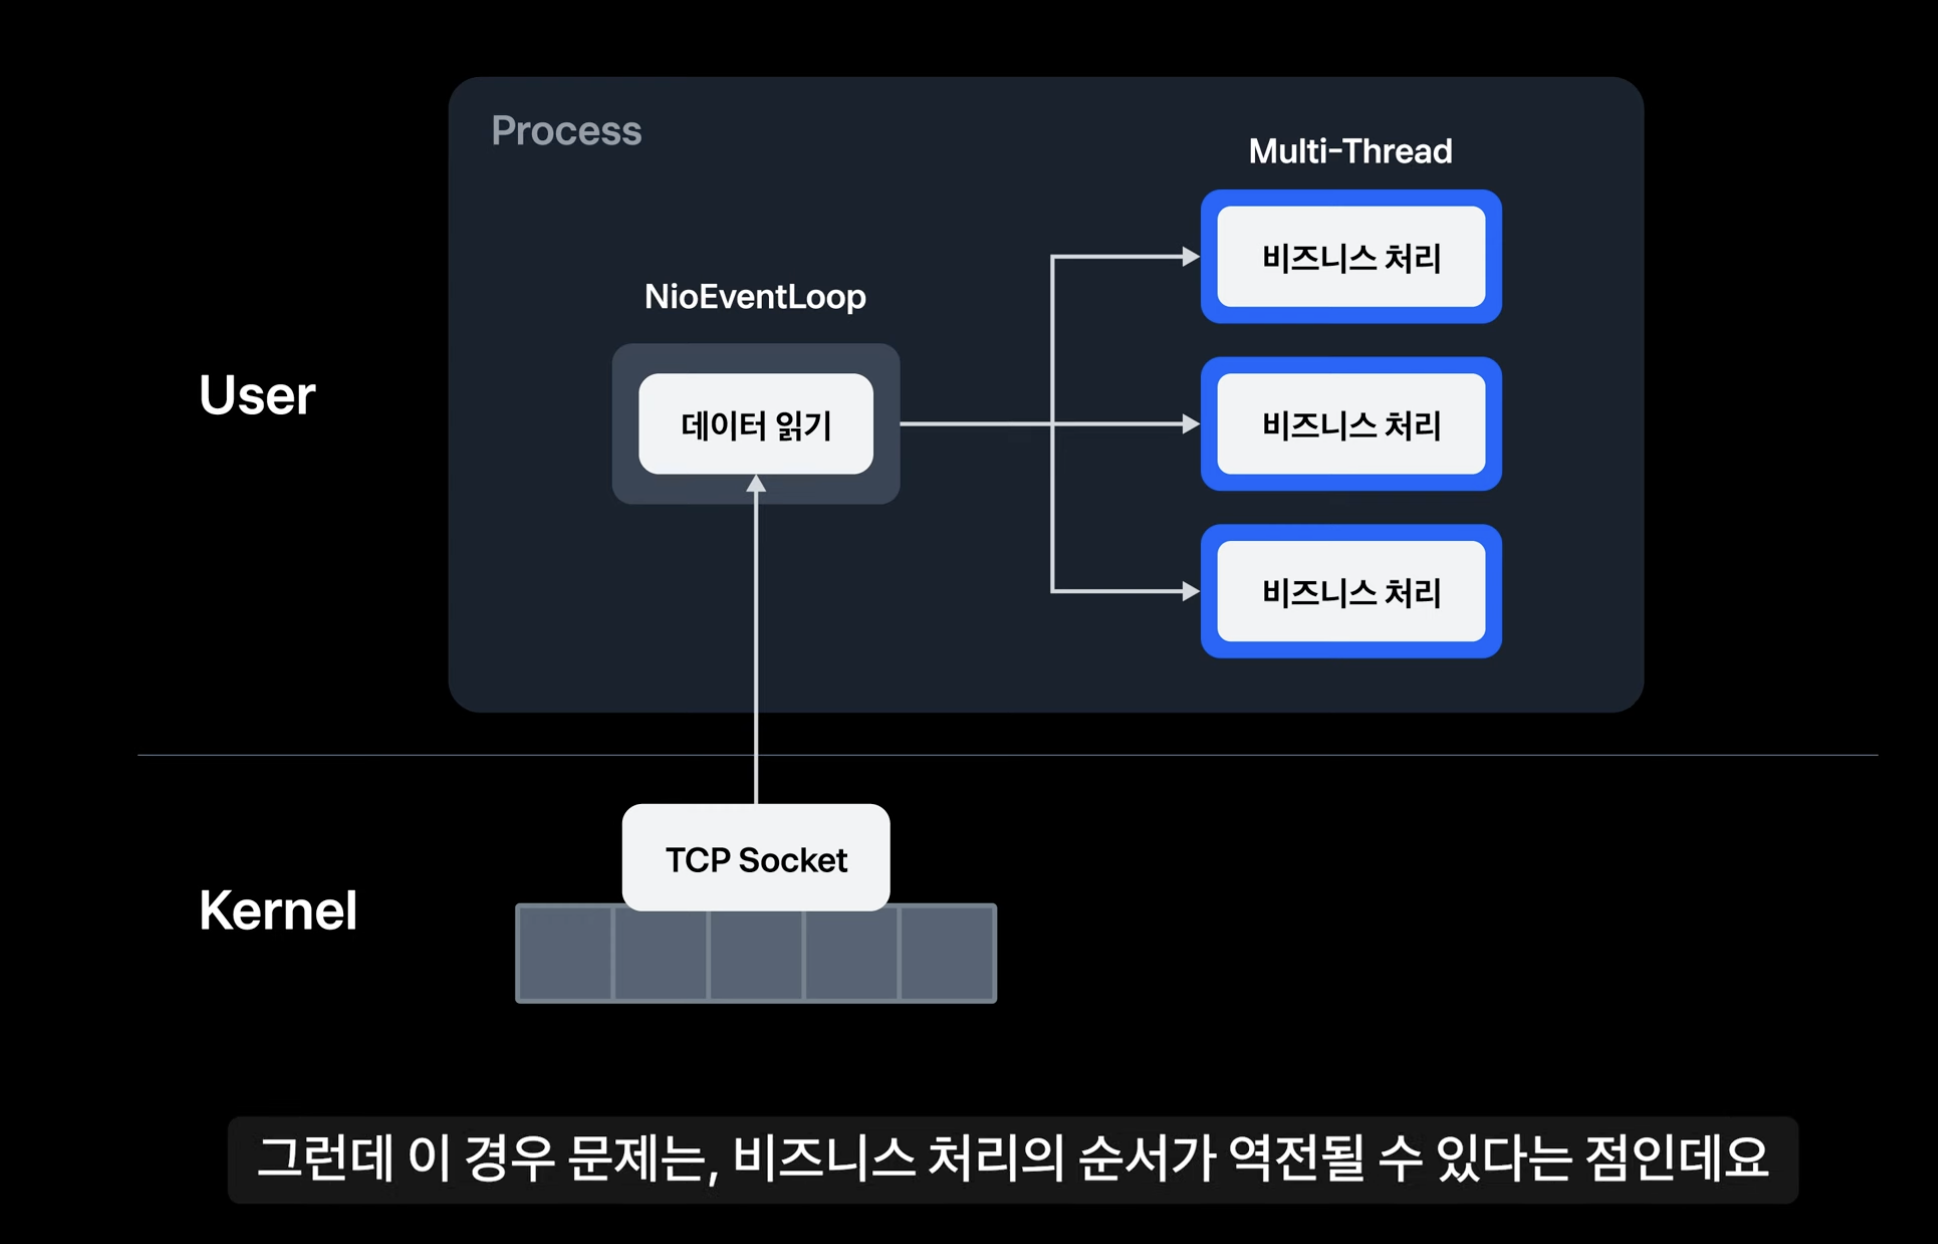 Process
Multi-Thread
비즈니스 처리
NioEventLoop
User
데이터 읽기
비즈니스 처리
비즈니스 처리
TCP Socket
Kernel
그런데 이 경우 문제는, 비즈니스 처리의 순서가 역전될 수 있다는 점인데요